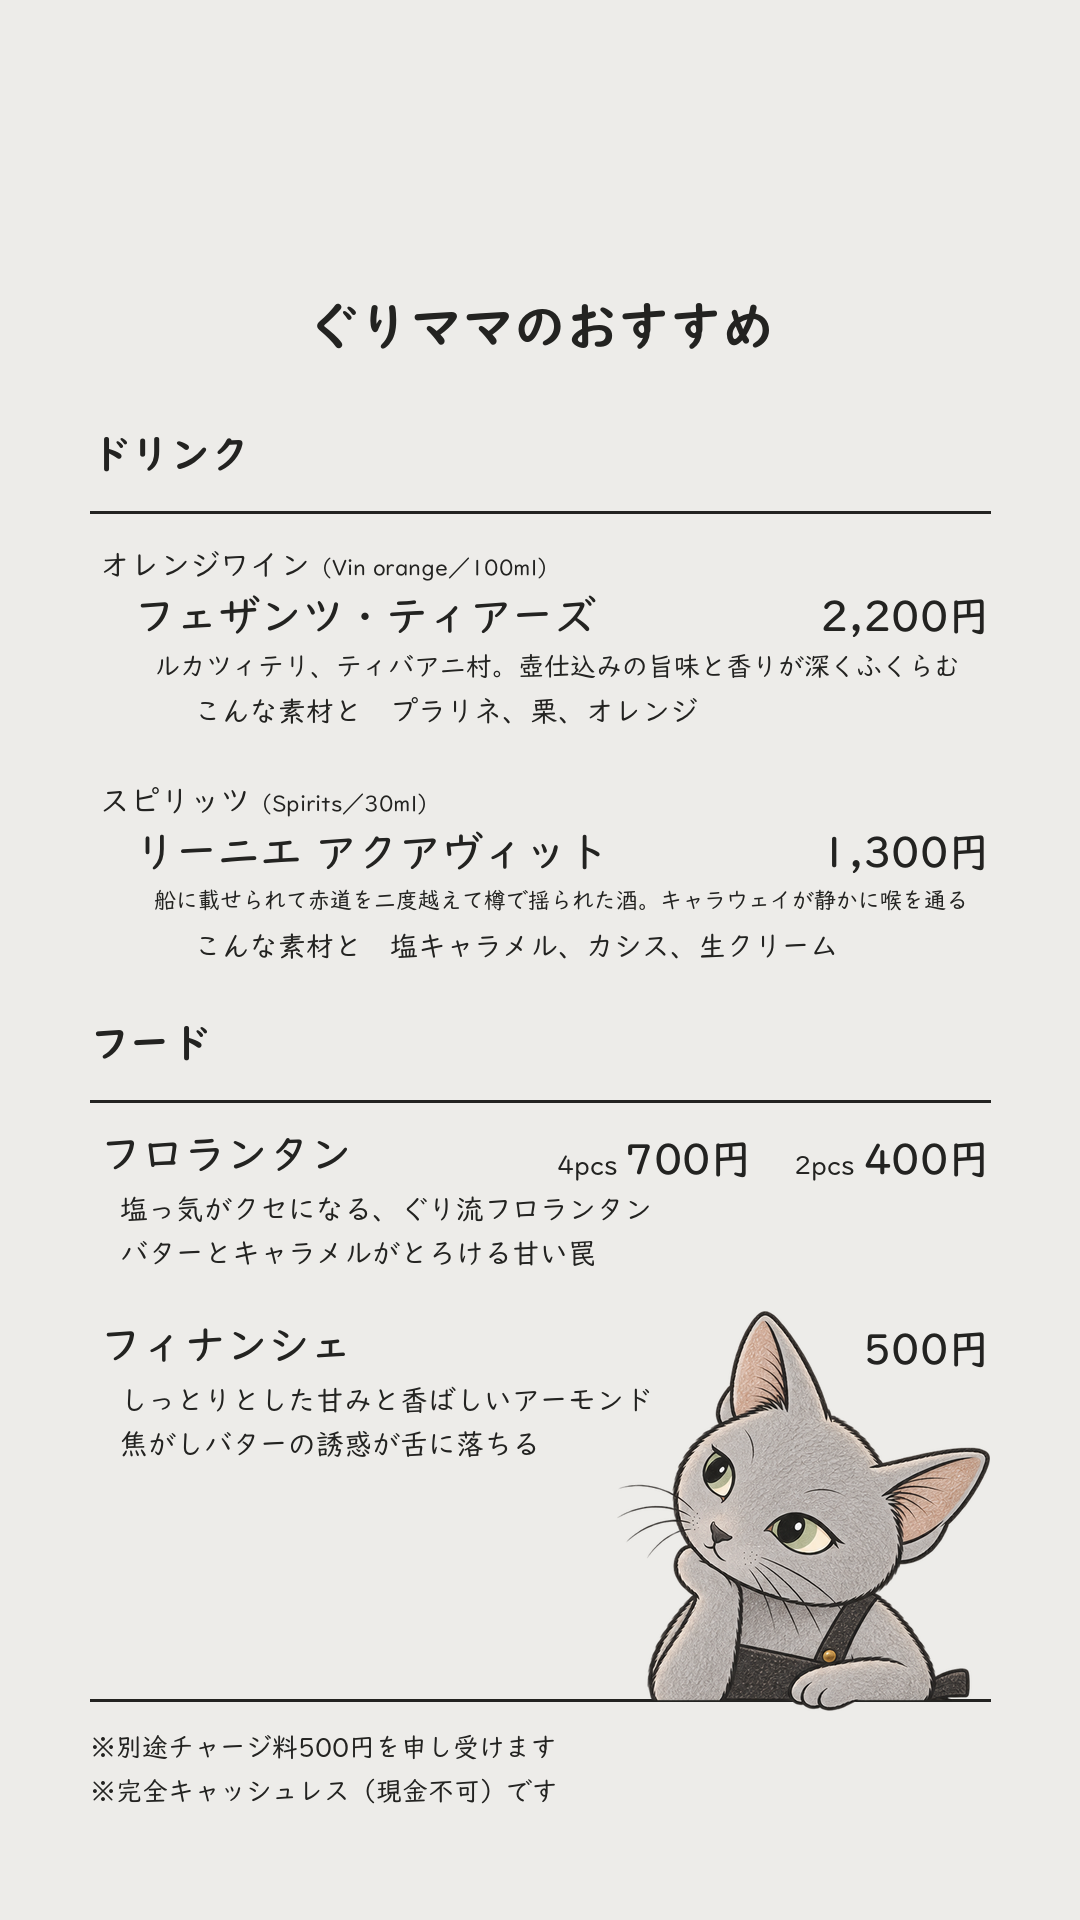 ぐりママのおすすめ
ドリンク
オレンジワイン（Vin orange／100ml）
フェザンツ・ティアーズ 2,200円
ルカツィテリ、ティバアニ村。壺仕込みの旨味と香りが深くふくらむ
こんな素材と　プラリネ、栗、オレンジ
スピリッツ（Spirits／30ml）
リーニエ アクアヴィット 1,300円
船に載せられて赤道を二度越えて樽で揺られた酒。キャラウェイが静かに喉を通る
こんな素材と　塩キャラメル、カシス、生クリーム
フード
フロランタン 4pcs 700円 2pcs 400円
塩っ気がクセになる、ぐり流フロランタン
バターとキャラメルがとろける甘い罠
フィナンシェ 500円
しっとりとした甘みと香ばしいアーモンド
焦がしバターの誘惑が舌に落ちる
※別途チャージ料500円を申し受けます
※完全キャッシュレス（現金不可）です